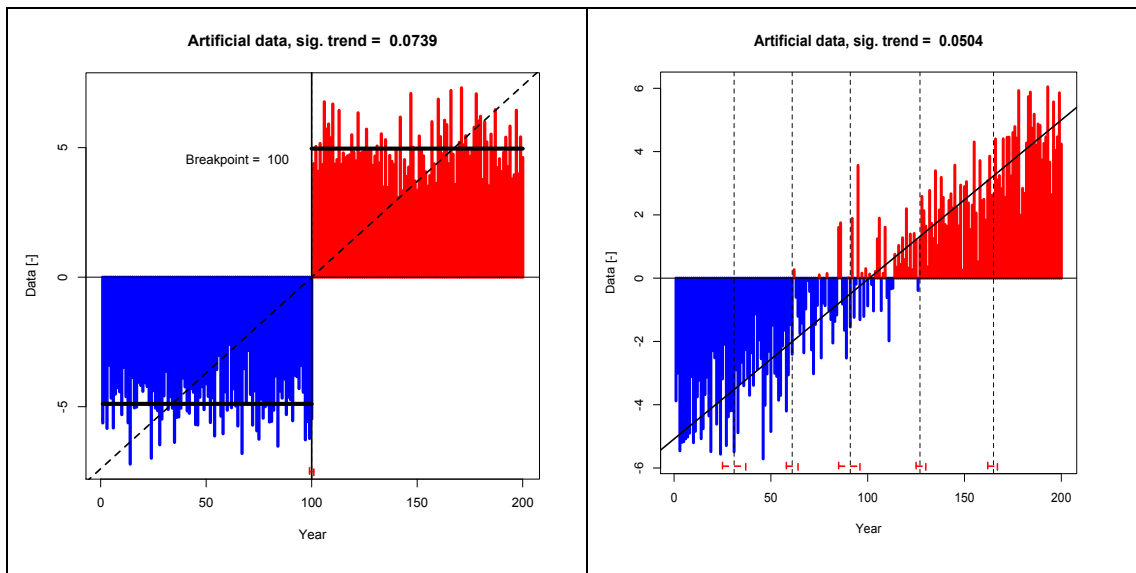 Artificial data, sig. trend =  0.0739
Data [-]
5
0
-5
Breakpoint =  100
0
50
100
150
200
Year
Artificial data, sig. trend =  0.0504
Data [-]
6
4
2
0
-2
-4
-6
0
50
100
150
200
Year